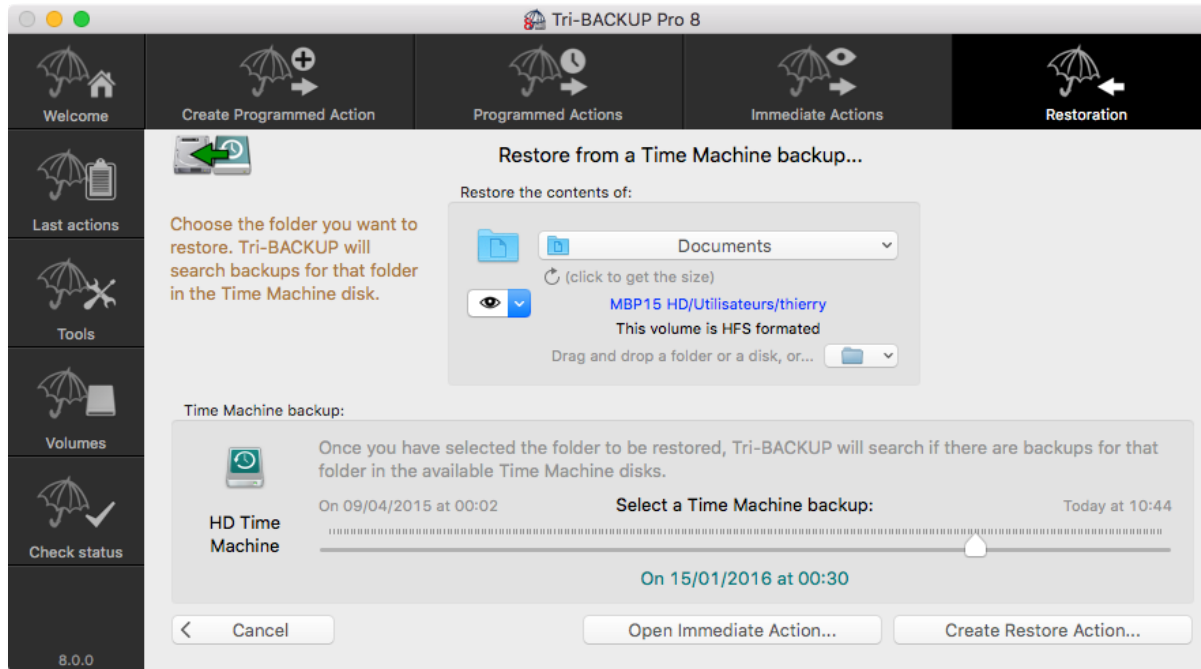 Tri-BACKUP Pro 8
Welcome
Create Programmed Action
Programmed Actions
Immediate Actions
Restoration
Last actions
Tools
Volumes
Check status
8.0.0
Restore from a Time Machine backup...
Choose the folder you want to
restore. Tri-BACKUP will
search backups for that folder
in the Time Machine disk.
Restore the contents of:
Documents
(click to get the size)
MBP15 HD/Utilisateurs/thierry
This volume is HFS formated
Drag and drop a folder or a disk, or...
Time Machine backup:
Once you have selected the folder to be restored, Tri-BACKUP will search if there are backups for that
folder in the available Time Machine disks.
HD Time
Machine
On 09/04/2015 at 00:02
Select a Time Machine backup:
Today at 10:44
On 15/01/2016 at 00:30
Cancel
Open Immediate Action...
Create Restore Action...